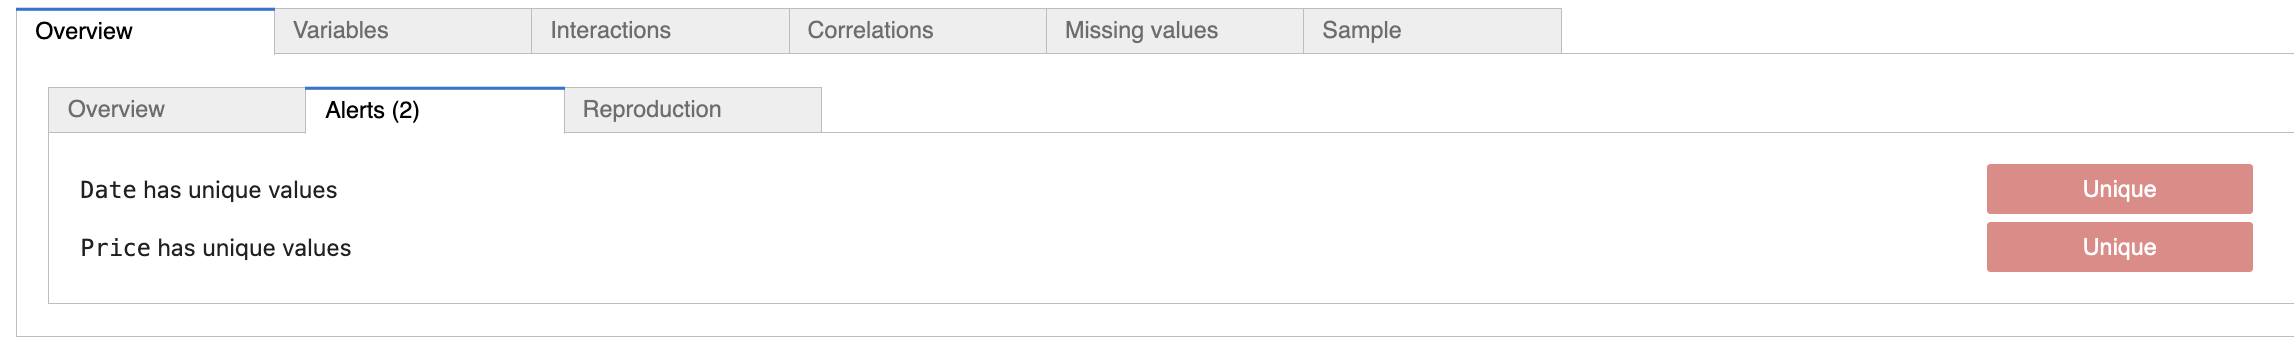 Overview Variables Interactions Correlations Missing values Sample
Overview Alerts (2) Reproduction
Date has unique values Unique
Price has unique values Unique